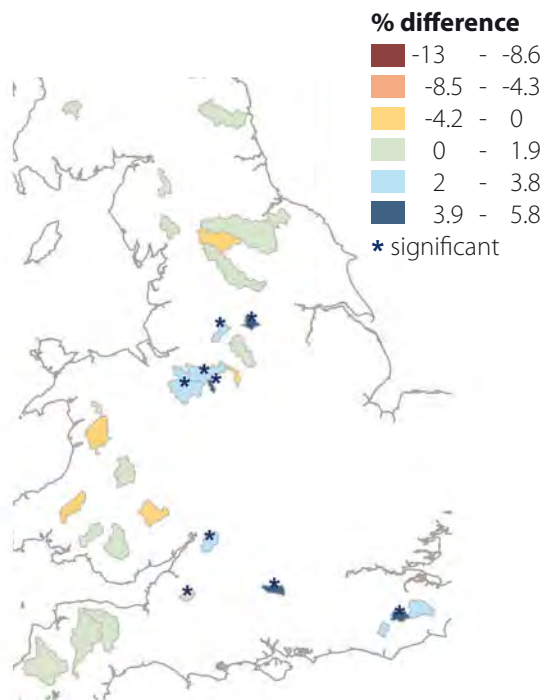 % difference
-13 - -8.6
-8.5 - -4.3
-4.2 - 0
0 - 1.9
2 - 3.8
3.9 - 5.8
* significant